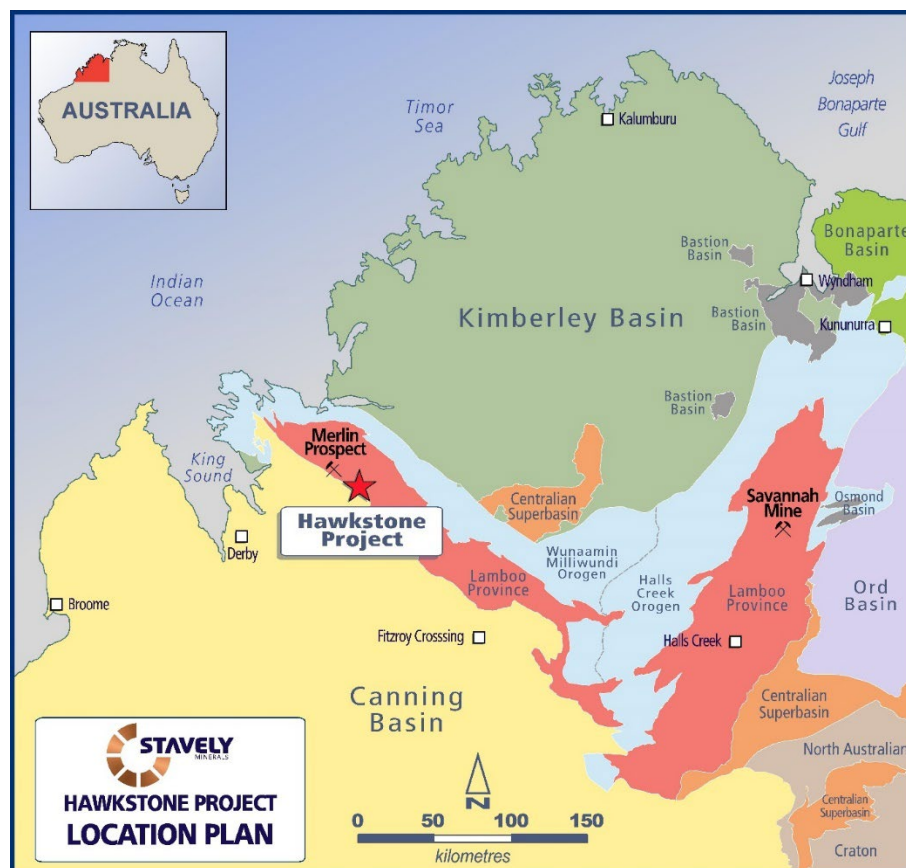 AUSTRALIA
Timor
Sea
Joseph
Bonaparte
Gulf
Kalumburu
Indian
Ocean
Bastion
Basin
Bonaparte
Basin
Wyndham
Kimberley Basin
Bastion
Basin
Kununurra
Bastion
Basin
King
Sound
Merlin
Prospect
Centralian
Superbasin
Savannah
Mine
Osmond
Basin
Hawkstone
Project
Derby
Wunaamin
Milliwundi
Orogen
Halls
Creek
Orogen
Lamboo
Province
Lamboo
Province
Ord
Basin
Broome
Fitzroy Crosssing
Halls Creek
Canning
Basin
Centralian
Superbasin
North Australian
Centralian
Superbasin
Craton
STAVELY
MINERALS
HAWKSTONE PROJECT
LOCATION PLAN
N
0 50 100 150
kilometres